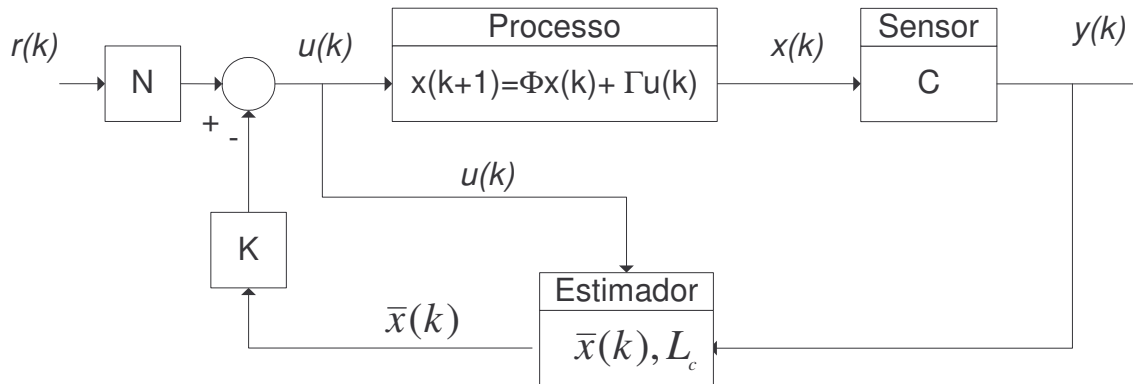 r(k)
N
+
-
u(k)
Processo
x(k+1)=Φx(k)+ Γu(k)
x(k)
Sensor
C
y(k)
u(k)
K
x̅(k)
Estimador
x̅(k), L_c